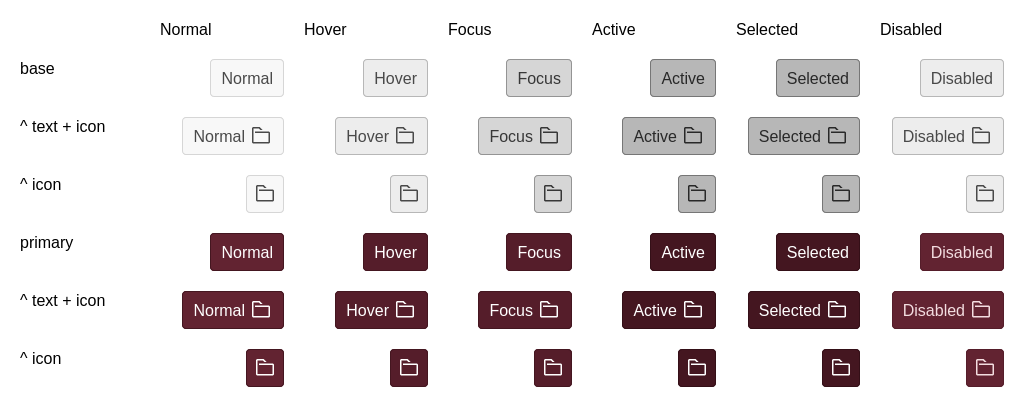 Normal Hover Focus Active Selected Disabled
base Normal Hover Focus Active Selected Disabled
^ text + icon Normal Hover Focus Active Selected Disabled
^ icon
primary Normal Hover Focus Active Selected Disabled
^ text + icon Normal Hover Focus Active Selected Disabled
^ icon